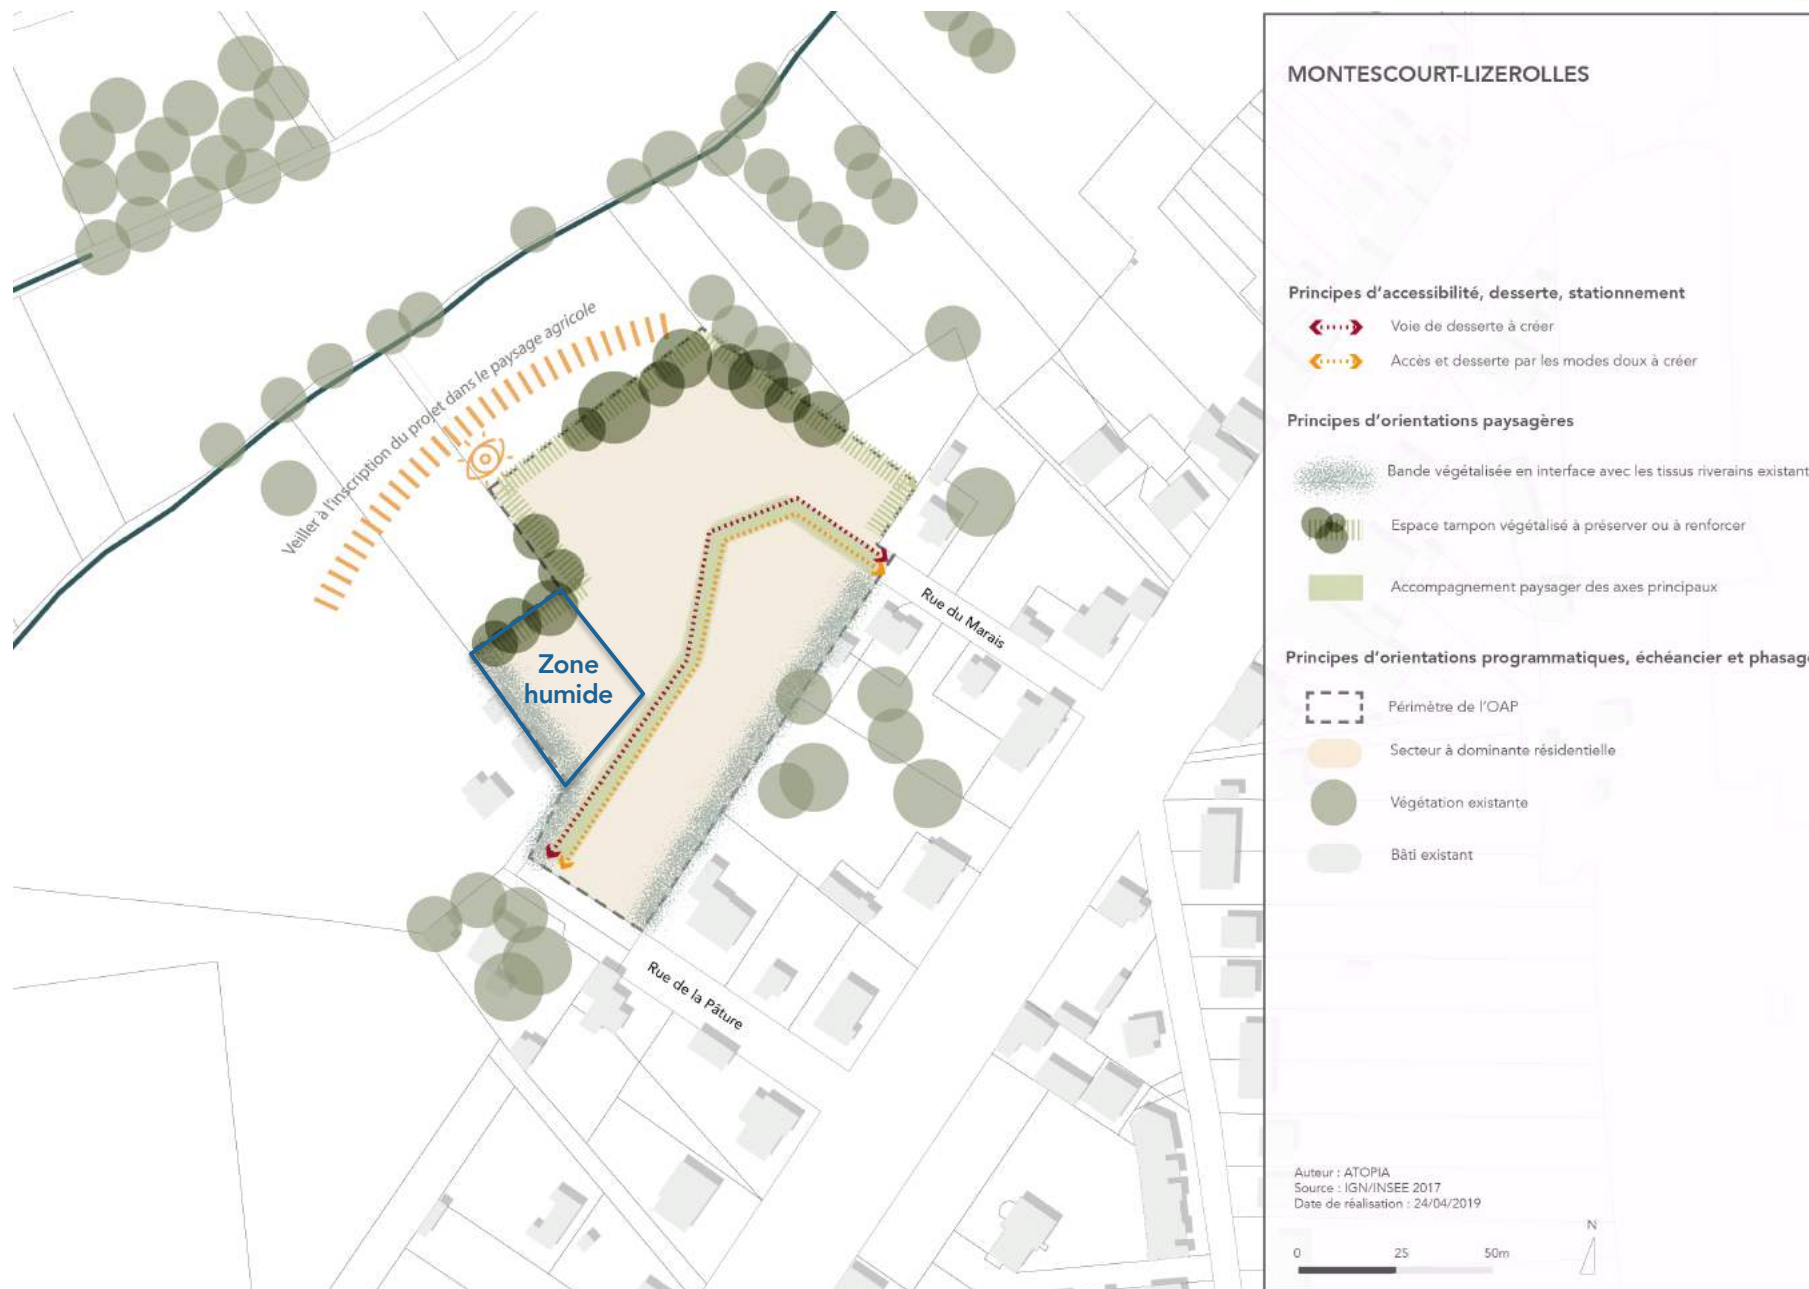 MONTESCOURT-LIZEROLLES
Principes d'accessibilité, desserte, stationnement
Voie de desserte à créer
Accès et desserte par les modes doux à créer
Principes d'orientations paysagères
Bande végétalisée en interface avec les tissus riverains existant
Espace tampon végétalisé à préserver ou à renforcer
Accompagnement paysager des axes principaux
Principes d'orientations programmatiques, échéancier et phasage
Périmètre de l'OAP
Secteur à dominante résidentielle
Végétation existante
Bâti existant
Auteur : ATOPIA
Source : IGN/INSEE 2017
Date de réalisation : 24/04/2019
N
0 25 50m
Veiller à l'inscription du projet dans le paysage agricole
Zone
humide
Rue du Marais
Rue de la Pâture